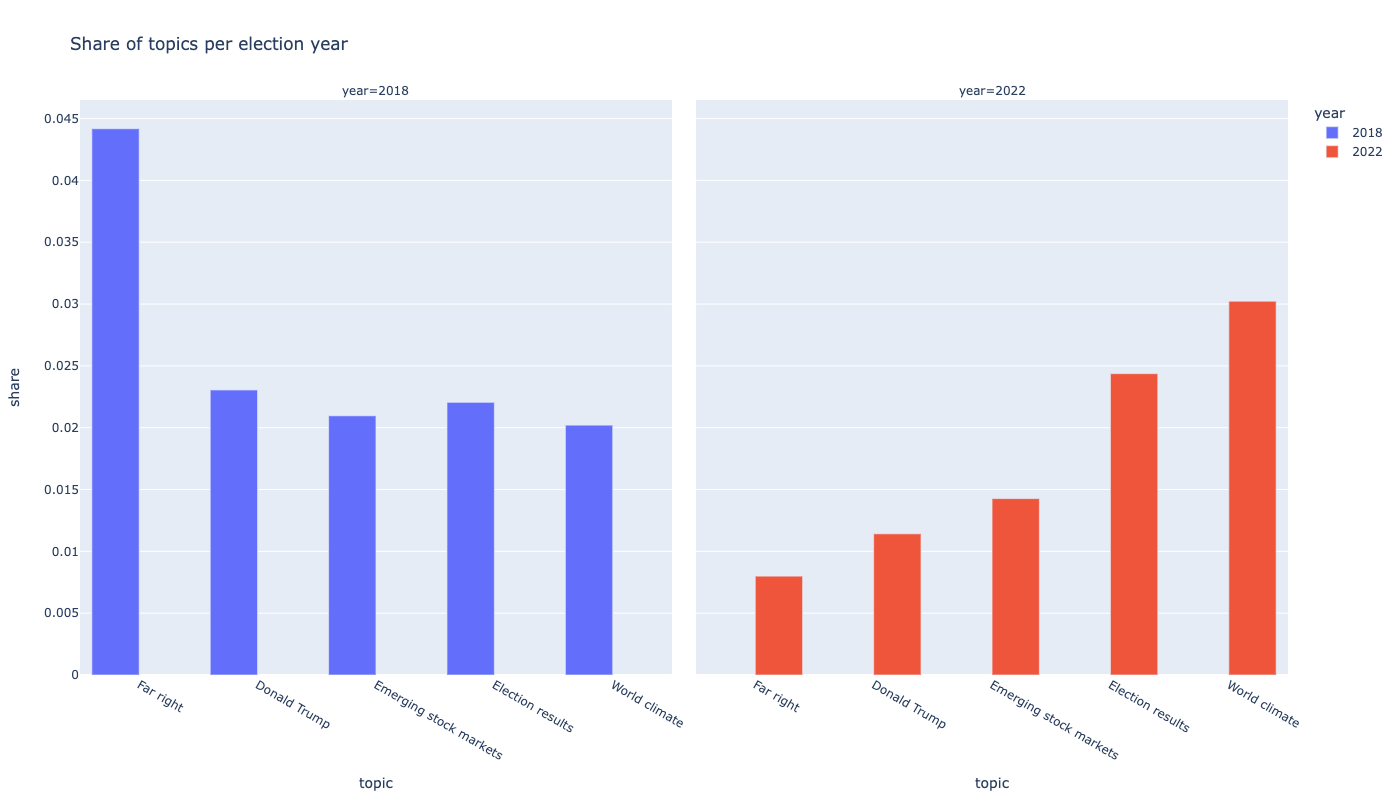 Share of topics per election year
year=2018
year=2022
year
2018
2022
share
0.045
0.04
0.035
0.03
0.025
0.02
0.015
0.01
0.005
0
Far right
Donald Trump
Emerging stock markets
Election results
World climate
Far right
Donald Trump
Emerging stock markets
Election results
World climate
topic
topic